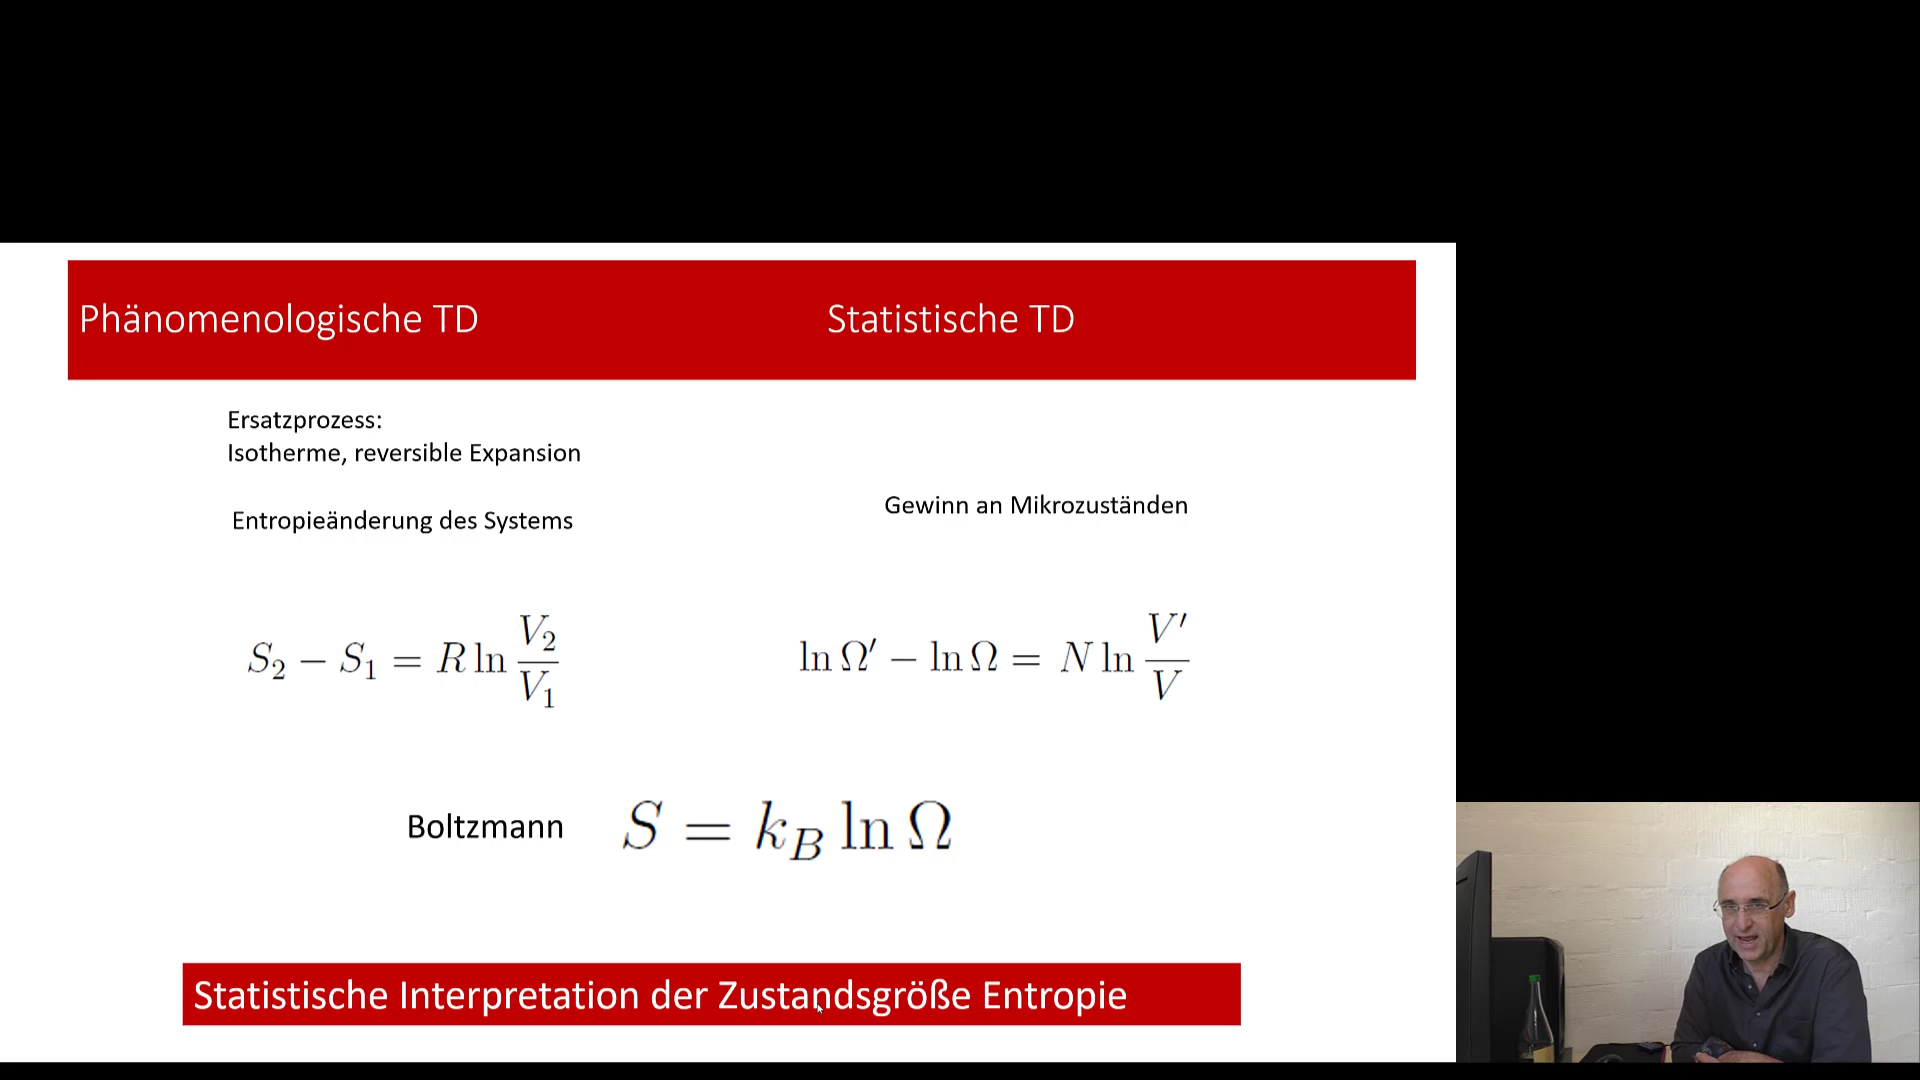 Phänomenologische TD
Statistische TD
Ersatzprozess:
Isotherme, reversible Expansion
Entropieänderung des Systems
Gewinn an Mikrozuständen
S₂ − S₁ = R ln V₂/V₁
ln Ω′ − ln Ω = N ln V′/V
Boltzmann
S = k_B ln Ω
Statistische Interpretation der Zustandsgröße Entropie